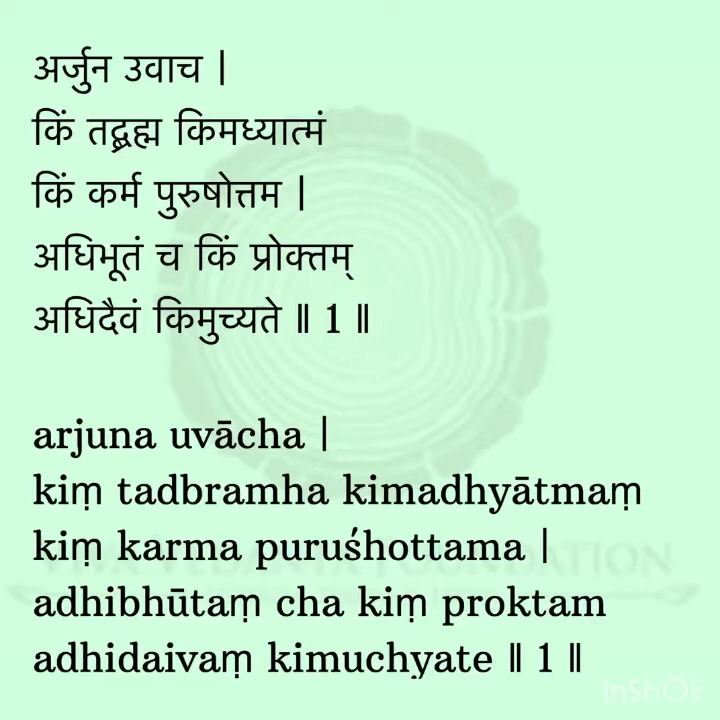 अर्जुन उवाच |
किं तद्ब्रह्म किमध्यात्मं
किं कर्म पुरुषोत्तम |
अधिभूतं च किं प्रोक्तम्
अधिदैवं किमुच्यते ‖ 1 ‖
arjuna uvācha |
kiṃ tadbramha kimadhyātmaṃ
kiṃ karma puruśhottama |
adhibhūtaṃ cha kiṃ proktam
adhidaivaṃ kimuchyate ‖ 1 ‖
InShOt